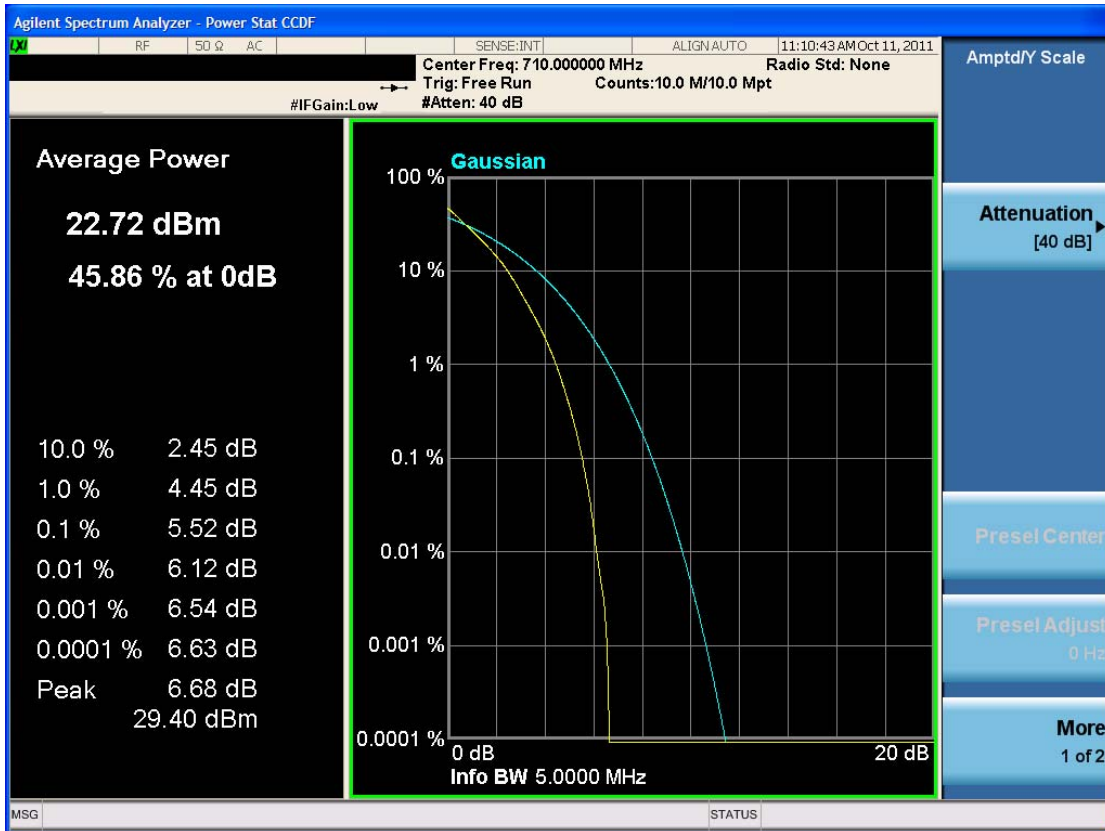 Agilent Spectrum Analyzer - Power Stat CCDF
LXI RF 50 Ω AC SENSE:INT ALIGN AUTO 11:10:43 AM Oct 11, 2011
Center Freq: 710.000000 MHz Radio Std: None
Trig: Free Run Counts:10.0 M/10.0 Mpt
#IFGain:Low #Atten: 40 dB
Average Power
22.72 dBm
45.86 % at 0dB
10.0 % 2.45 dB
1.0 % 4.45 dB
0.1 % 5.52 dB
0.01 % 6.12 dB
0.001 % 6.54 dB
0.0001 % 6.63 dB
Peak 6.68 dB
29.40 dBm
Gaussian
100 %
10 %
1 %
0.1 %
0.01 %
0.001 %
0.0001 %
0 dB 20 dB
Info BW 5.0000 MHz
Amptd/Y Scale
Attenuation
[40 dB]
Presel Center
Presel Adjust
0 Hz
More
1 of 2
MSG STATUS